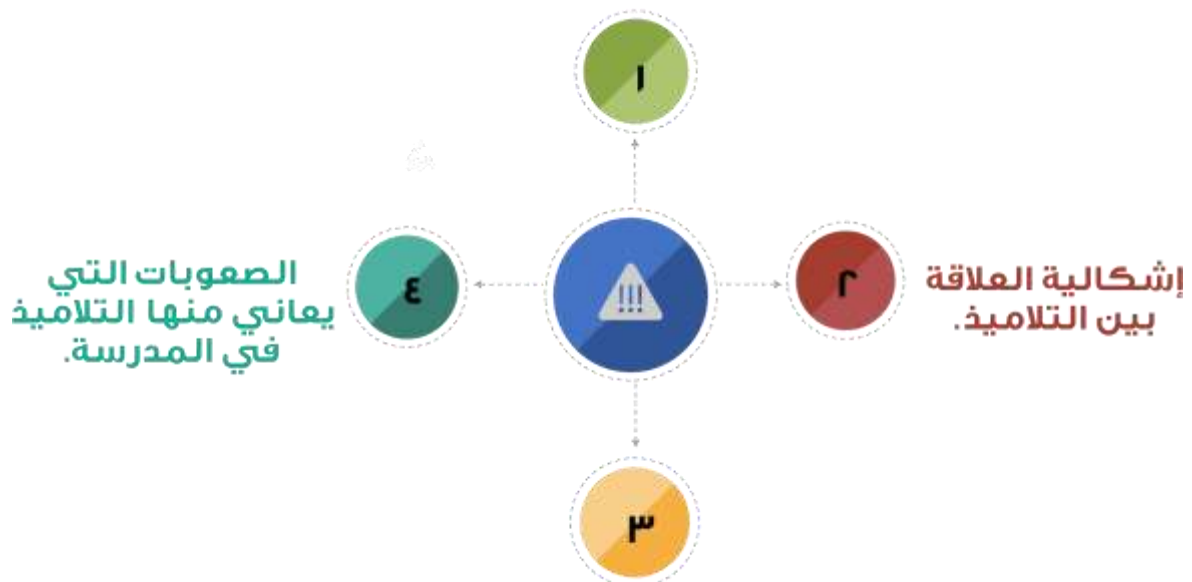 ١
٢
إشكالية العلاقة
بين التلاميذ.
٣
٤
الصعوبات التي
يعاني منها التلاميذ
في المدرسة.
!!!